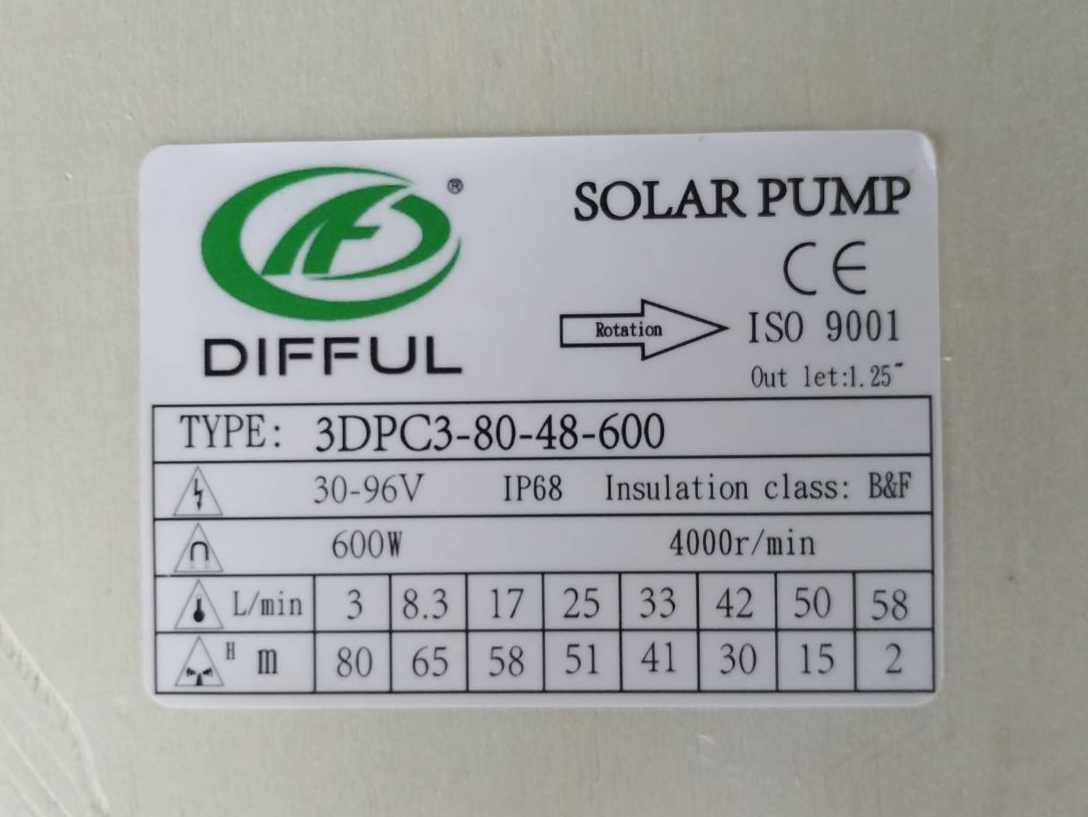 ®
DIFFUL
SOLAR PUMP
CE
Rotation
ISO 9001
Out let:1.25"
TYPE: 3DPC3-80-48-600
30-96V IP68 Insulation class: B&F
600W 4000r/min
L/min 3 8.3 17 25 33 42 50 58
H m 80 65 58 51 41 30 15 2